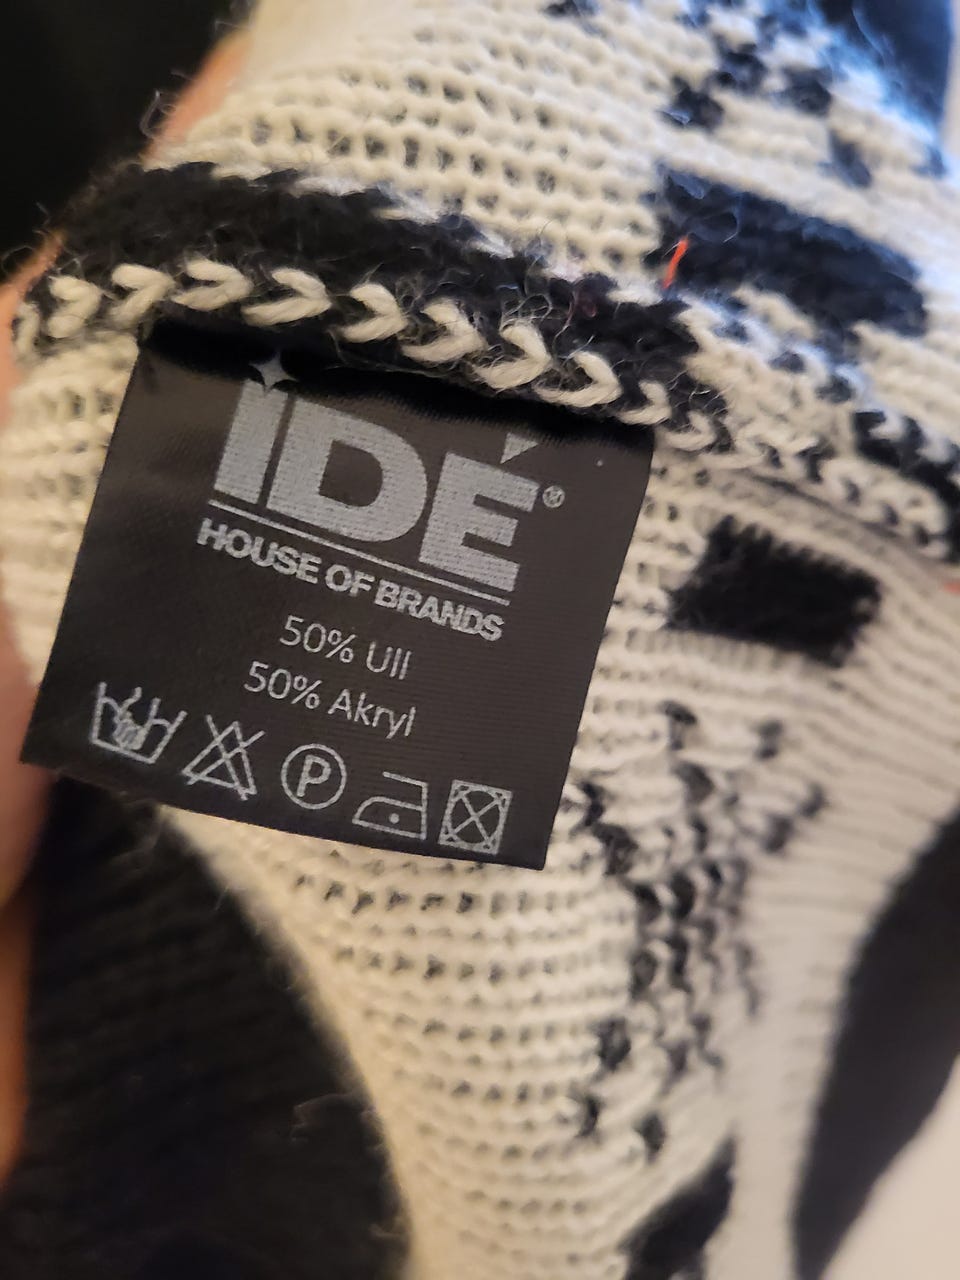 IDÉ®
HOUSE OF BRANDS
50% Ull
50% Akryl
P